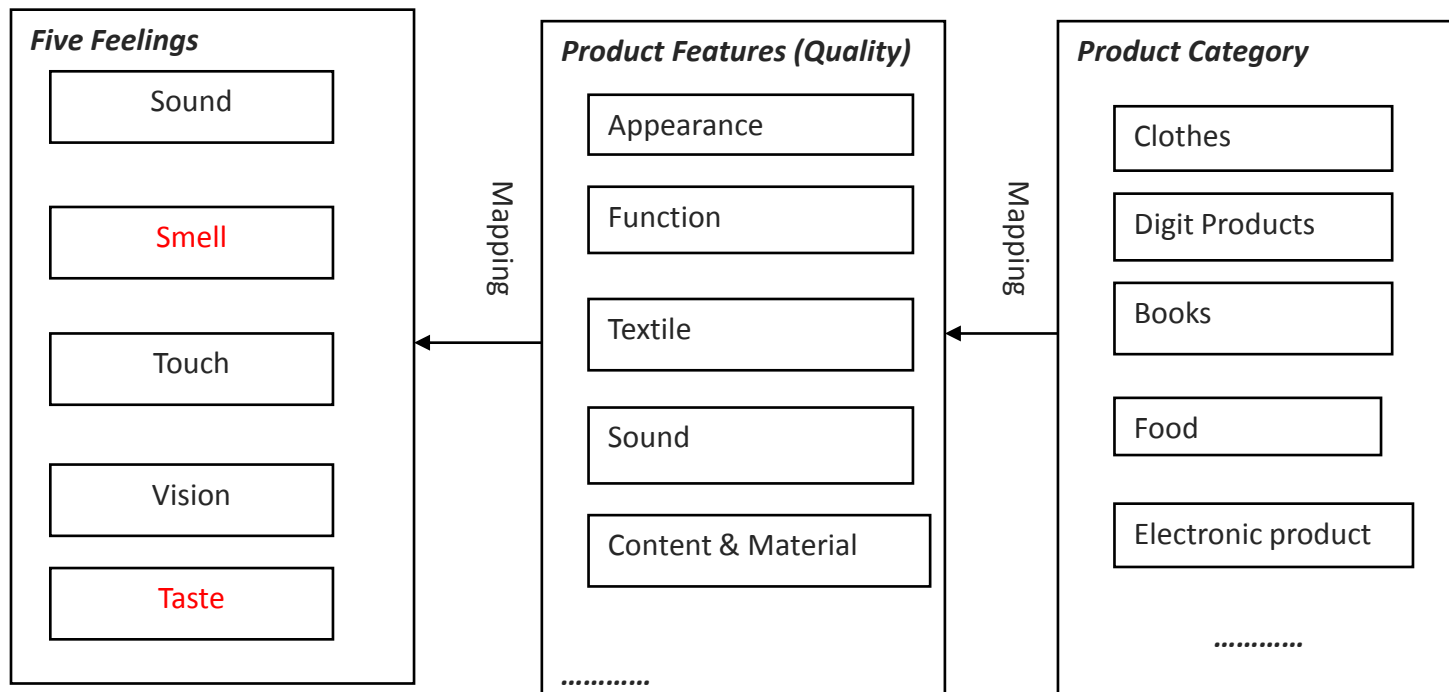 Five Feelings
Sound
Smell
Touch
Vision
Taste
Mapping
Product Features (Quality)
Appearance
Function
Textile
Sound
Content & Material
…………
Mapping
Product Category
Clothes
Digit Products
Books
Food
Electronic product
…………